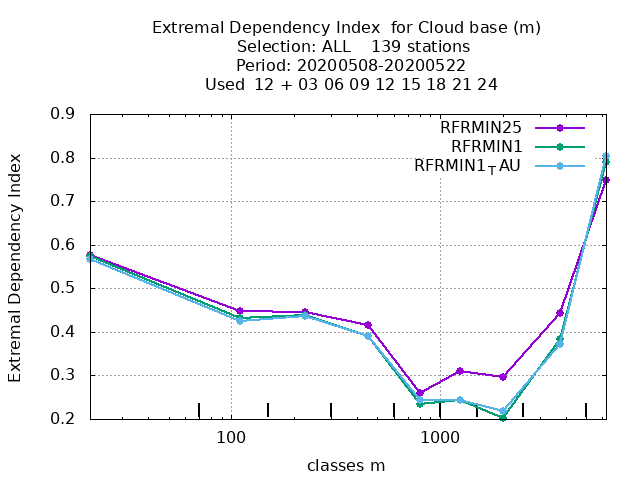 Extremal Dependency Index  for Cloud base (m)
Selection: ALL    139 stations
Period: 20200508-20200522
Used  12 + 03 06 09 12 15 18 21 24
RFRMIN25
RFRMIN1
RFRMIN1TAU
0.9
0.8
0.7
0.6
0.5
0.4
0.3
0.2
Extremal Dependency Index
100
1000
classes m